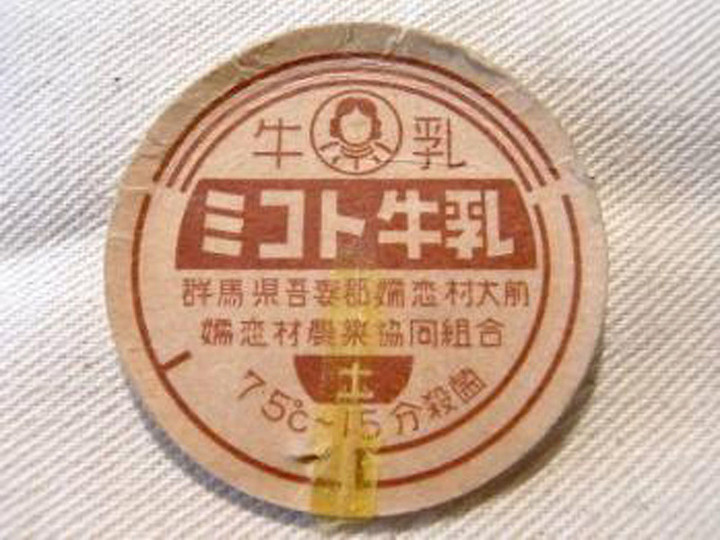 牛乳
ミコト牛乳
群馬県吾妻郡嬬恋村大前
嬬恋村農業協同組合
土
75℃~15分殺菌